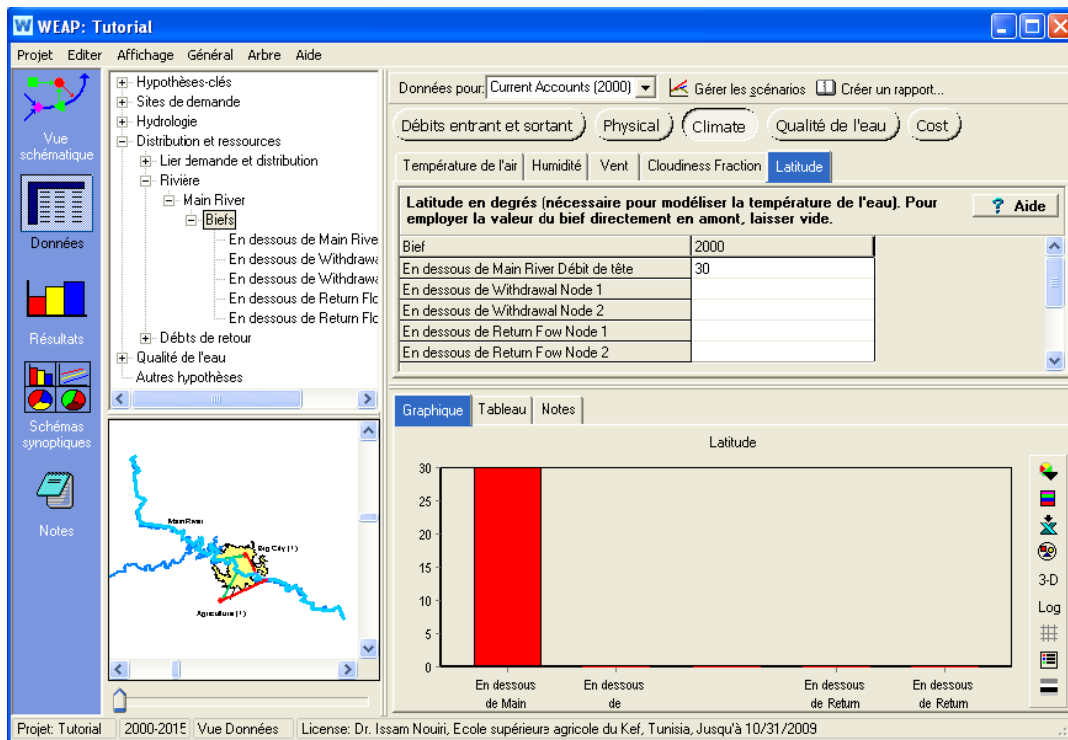 WEAP: Tutorial
Projet Editer Affichage Général Arbre Aide
Vue schématique
Données
Résultats
Schémas synoptiques
Notes
Hypothèses-clés
Sites de demande
Hydrologie
Distribution et ressources
Lier demande et distribution
Rivière
Main River
Biefs
En dessous de Main Rive
En dessous de Withdrawa
En dessous de Withdrawa
En dessous de Return Flc
En dessous de Return Flc
Débts de retour
Qualité de l'eau
Autres hypothèses
Main River
Big City (1)
Agriculture (1)
Données pour: Current Accounts (2000) Gérer les scénarios Créer un rapport...
Débits entrant et sortant Physical Climate Qualité de l'eau Cost
Température de l'air Humidité Vent Cloudiness Fraction Latitude
Latitude en degrés (nécessaire pour modéliser la température de l'eau). Pour
employer la valeur du bief directement en amont, laisser vide.
? Aide
Bief 2000
En dessous de Main River Débit de tête 30
En dessous de Withdrawal Node 1
En dessous de Withdrawal Node 2
En dessous de Return Fow Node 1
En dessous de Return Fow Node 2
Graphique Tableau Notes
Latitude
30
25
20
15
10
5
0
En dessous de Main
En dessous de
En dessous de Return
En dessous de Return
3-D
Log
Projet: Tutorial 2000-2015 Vue Données License: Dr. Issam Nouiri, Ecole supérieure agricole du Kef, Tunisia, Jusqu'à 10/31/2009